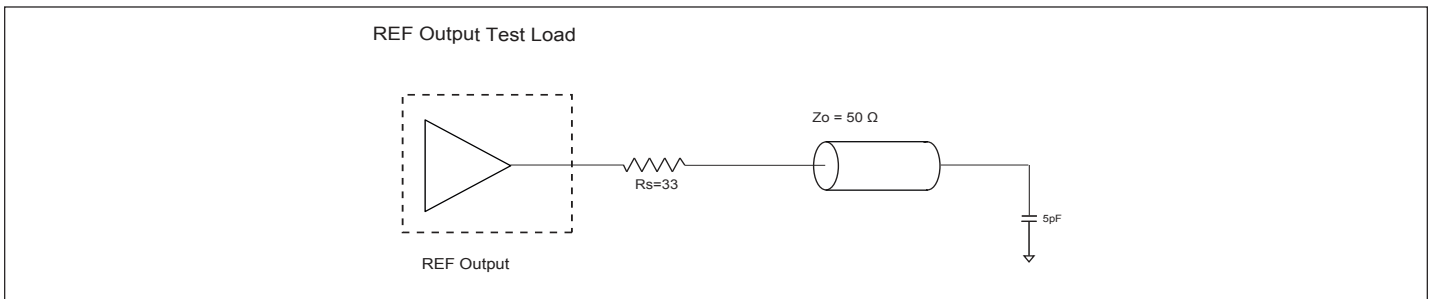 REF Output Test Load
Zo = 50 Ω
Rs=33
5pF
REF Output